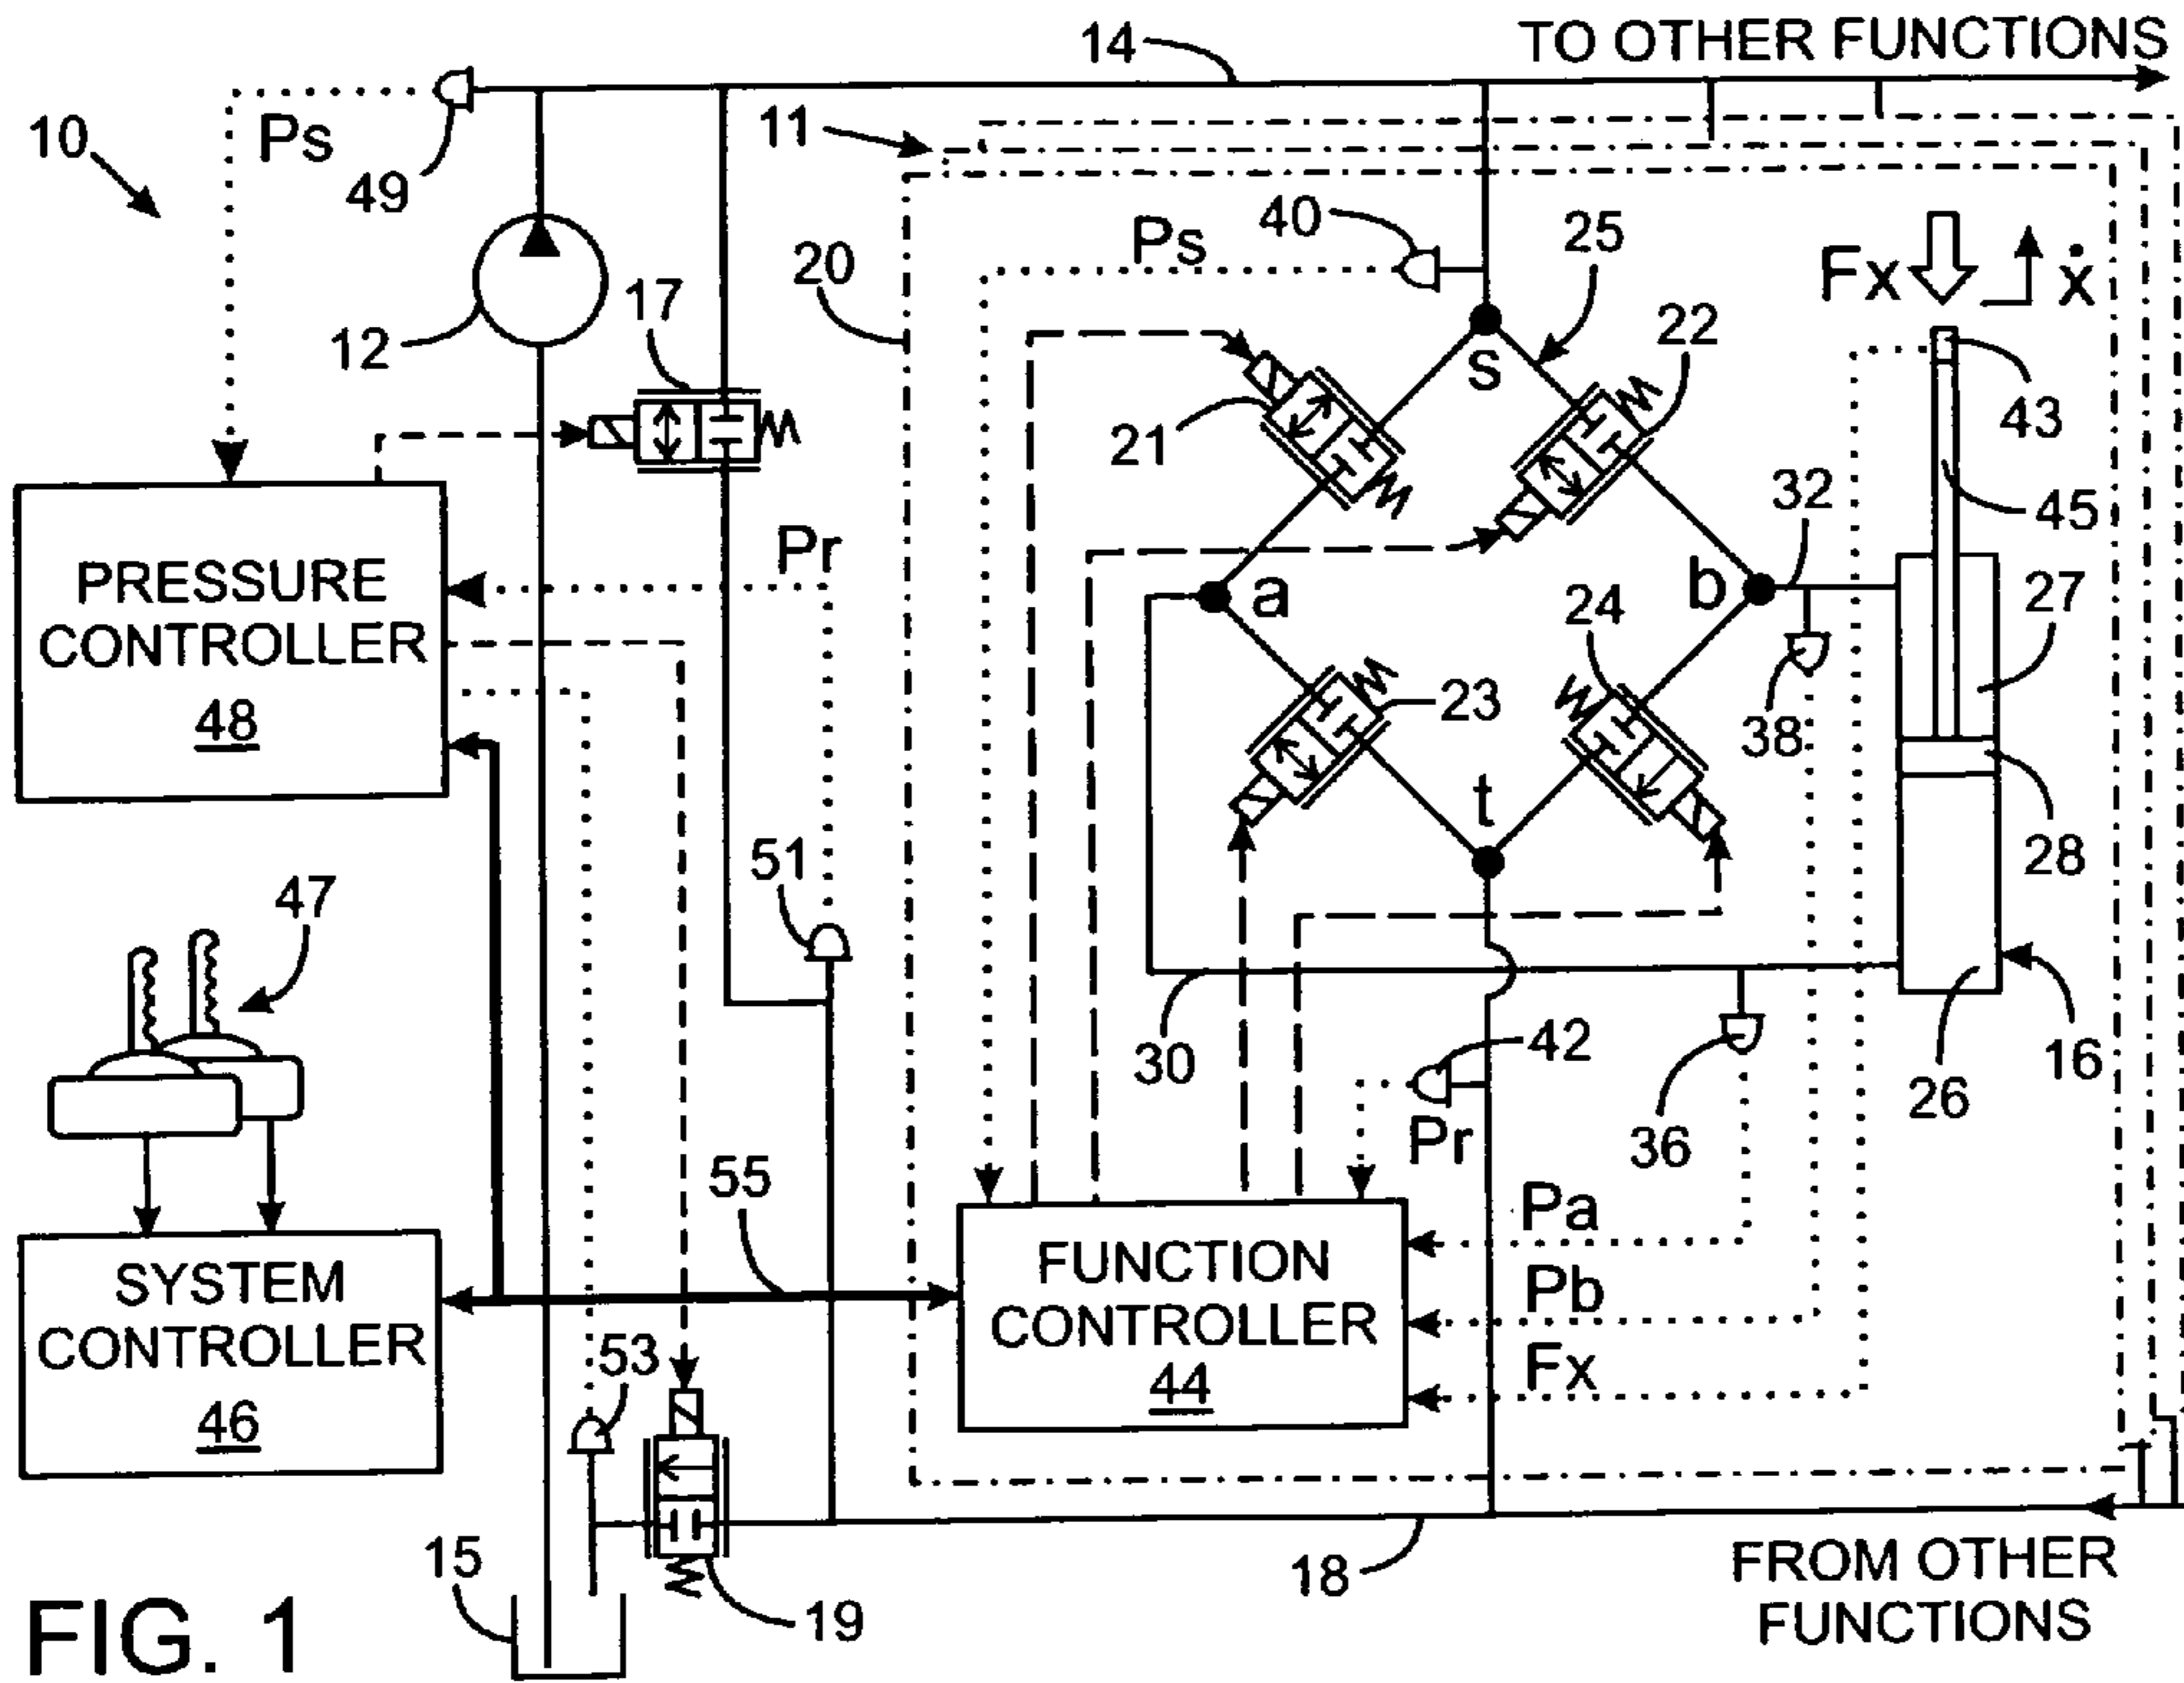 TO OTHER FUNCTIONS
14
10
Ps
49
11
40
Ps
25
20
Fx
ẋ
17
12
22
s
21
43
32
45
Pr
PRESSURE
CONTROLLER
48
a
b
24
27
23
38
t
28
51
47
30
42
16
26
36
Pr
55
Pa
SYSTEM
CONTROLLER
46
FUNCTION
CONTROLLER
44
Pb
Fx
53
15
19
18
FROM OTHER
FUNCTIONS
FIG. 1